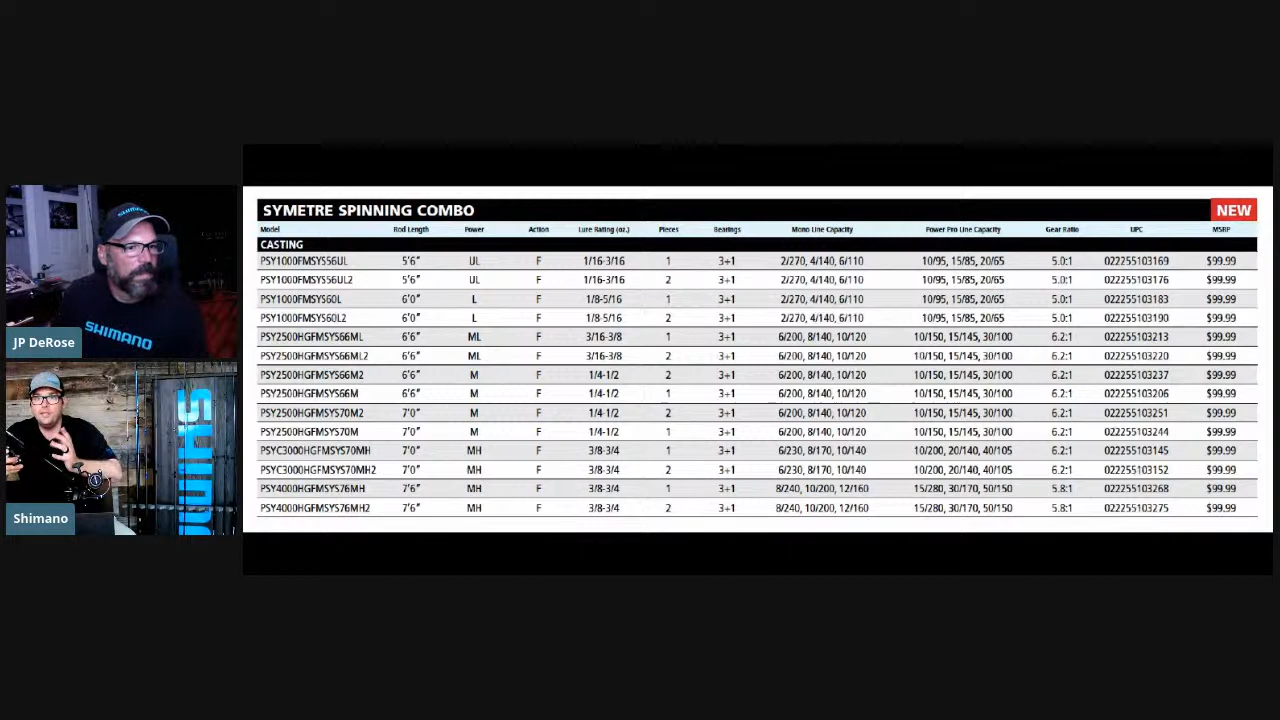 SYMETRE SPINNING COMBO NEW
Model Rod Length Power Action Lure Rating (oz.) Pieces Bearings Mono Line Capacity Power Pro Line Capacity Gear Ratio UPC MSRP
CASTING
PSY1000FMSYS56UL 5'6" UL F 1/16-3/16 1 3+1 2/270, 4/140, 6/110 10/95, 15/85, 20/65 5.0:1 022255103169 $99.99
PSY1000FMSYS56UL2 5'6" UL F 1/16-3/16 2 3+1 2/270, 4/140, 6/110 10/95, 15/85, 20/65 5.0:1 022255103176 $99.99
PSY1000FMSYS60L 6'0" L F 1/8-5/16 1 3+1 2/270, 4/140, 6/110 10/95, 15/85, 20/65 5.0:1 022255103183 $99.99
PSY1000FMSYS60L2 6'0" L F 1/8-5/16 2 3+1 2/270, 4/140, 6/110 10/95, 15/85, 20/65 5.0:1 022255103190 $99.99
PSY2500HGFMSYS66ML 6'6" ML F 3/16-3/8 1 3+1 6/200, 8/140, 10/120 10/150, 15/145, 30/100 6.2:1 022255103213 $99.99
PSY2500HGFMSYS66ML2 6'6" ML F 3/16-3/8 2 3+1 6/200, 8/140, 10/120 10/150, 15/145, 30/100 6.2:1 022255103220 $99.99
PSY2500HGFMSYS66M2 6'6" M F 1/4-1/2 2 3+1 6/200, 8/140, 10/120 10/150, 15/145, 30/100 6.2:1 022255103237 $99.99
PSY2500HGFMSYS66M 6'6" M F 1/4-1/2 1 3+1 6/200, 8/140, 10/120 10/150, 15/145, 30/100 6.2:1 022255103206 $99.99
PSY2500HGFMSYS70M2 7'0" M F 1/4-1/2 2 3+1 6/200, 8/140, 10/120 10/150, 15/145, 30/100 6.2:1 022255103251 $99.99
PSY2500HGFMSYS70M 7'0" M F 1/4-1/2 1 3+1 6/200, 8/140, 10/120 10/150, 15/145, 30/100 6.2:1 022255103244 $99.99
PSYC3000HGFMSYS70MH 7'0" MH F 3/8-3/4 1 3+1 6/230, 8/170, 10/140 10/200, 20/140, 40/105 6.2:1 022255103145 $99.99
PSYC3000HGFMSYS70MH2 7'0" MH F 3/8-3/4 2 3+1 6/230, 8/170, 10/140 10/200, 20/140, 40/105 6.2:1 022255103152 $99.99
PSY4000HGFMSYS76MH 7'6" MH F 3/8-3/4 1 3+1 8/240, 10/200, 12/160 15/280, 30/170, 50/150 5.8:1 022255103268 $99.99
PSY4000HGFMSYS76MH2 7'6" MH F 3/8-3/4 2 3+1 8/240, 10/200, 12/160 15/280, 30/170, 50/150 5.8:1 022255103275 $99.99
SHIMANO
SHIMANO
JP DeRose
Shimano